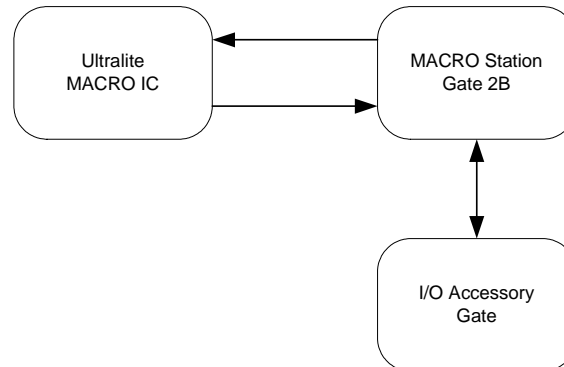 Ultralite
MACRO IC
MACRO Station
Gate 2B
I/O Accessory
Gate